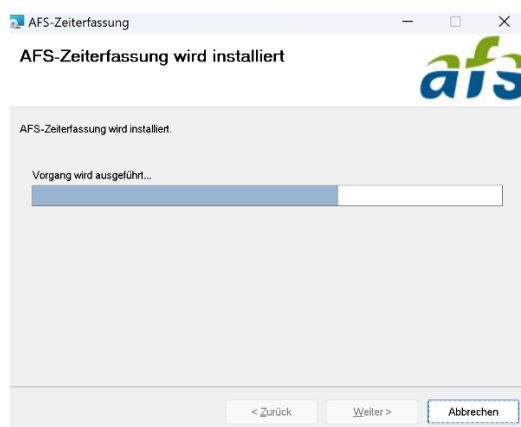 AFS-Zeiterfassung
AFS-Zeiterfassung wird installiert
afs
AFS-Zeiterfassung wird installiert.
Vorgang wird ausgeführt...
< Zurück
Weiter >
Abbrechen